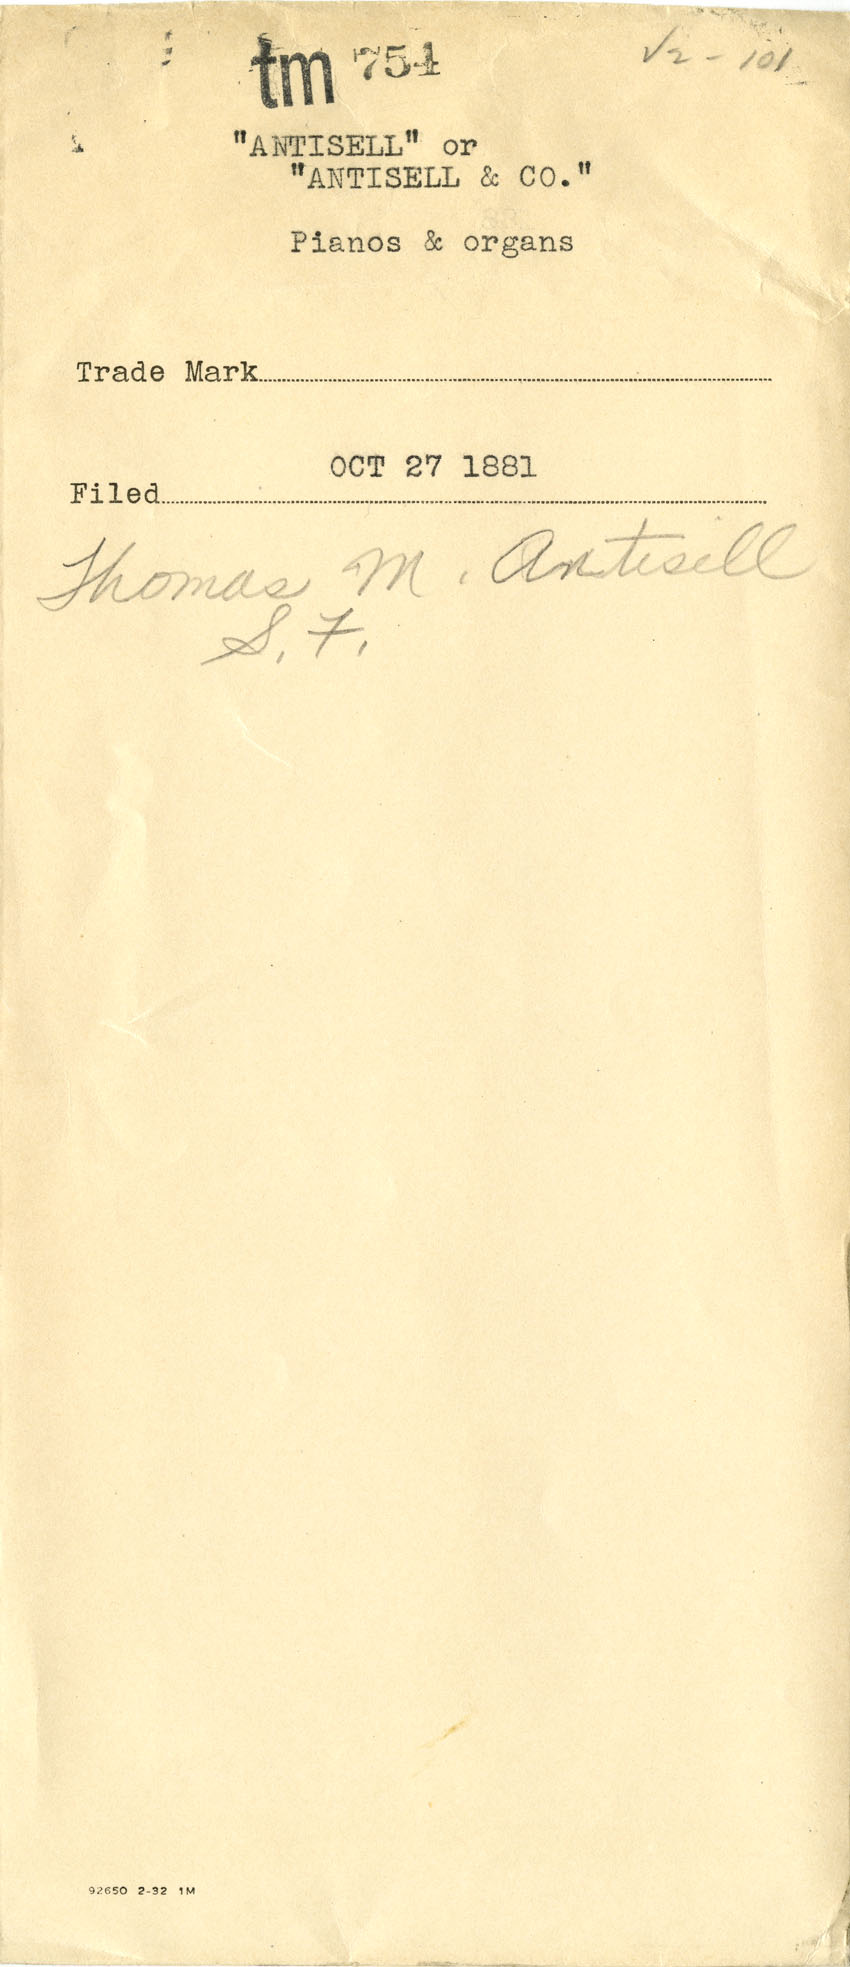 tm 754
√2 - 101
"ANTISELL" or
"ANTISELL & CO."
Pianos & organs
Trade Mark
OCT 27 1881
Filed
Thomas M. Antisell
S. F.
92650 2-32 1M